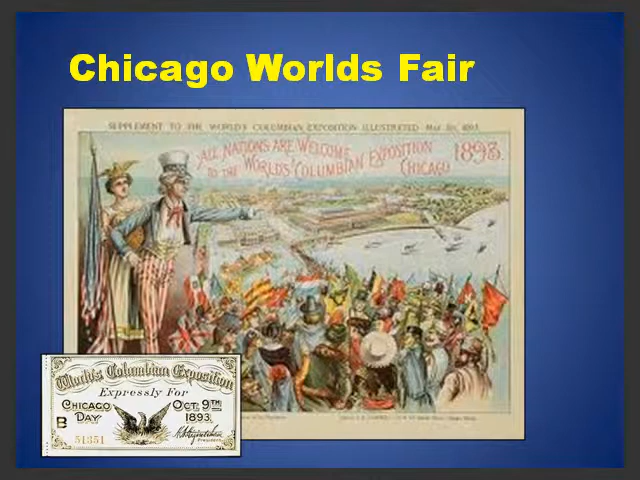 Chicago Worlds Fair
SUPPLEMENT TO THE WORLD'S COLUMBIAN EXPOSITION ILLUSTRATED
ALL NATIONS ARE WELCOME
TO THE WORLD'S COLUMBIAN EXPOSITION
CHICAGO
1893.
World's Columbian Exposition
Expressly For
CHICAGO DAY
OCT. 9TH 1893.
B
51351
PRESIDENT